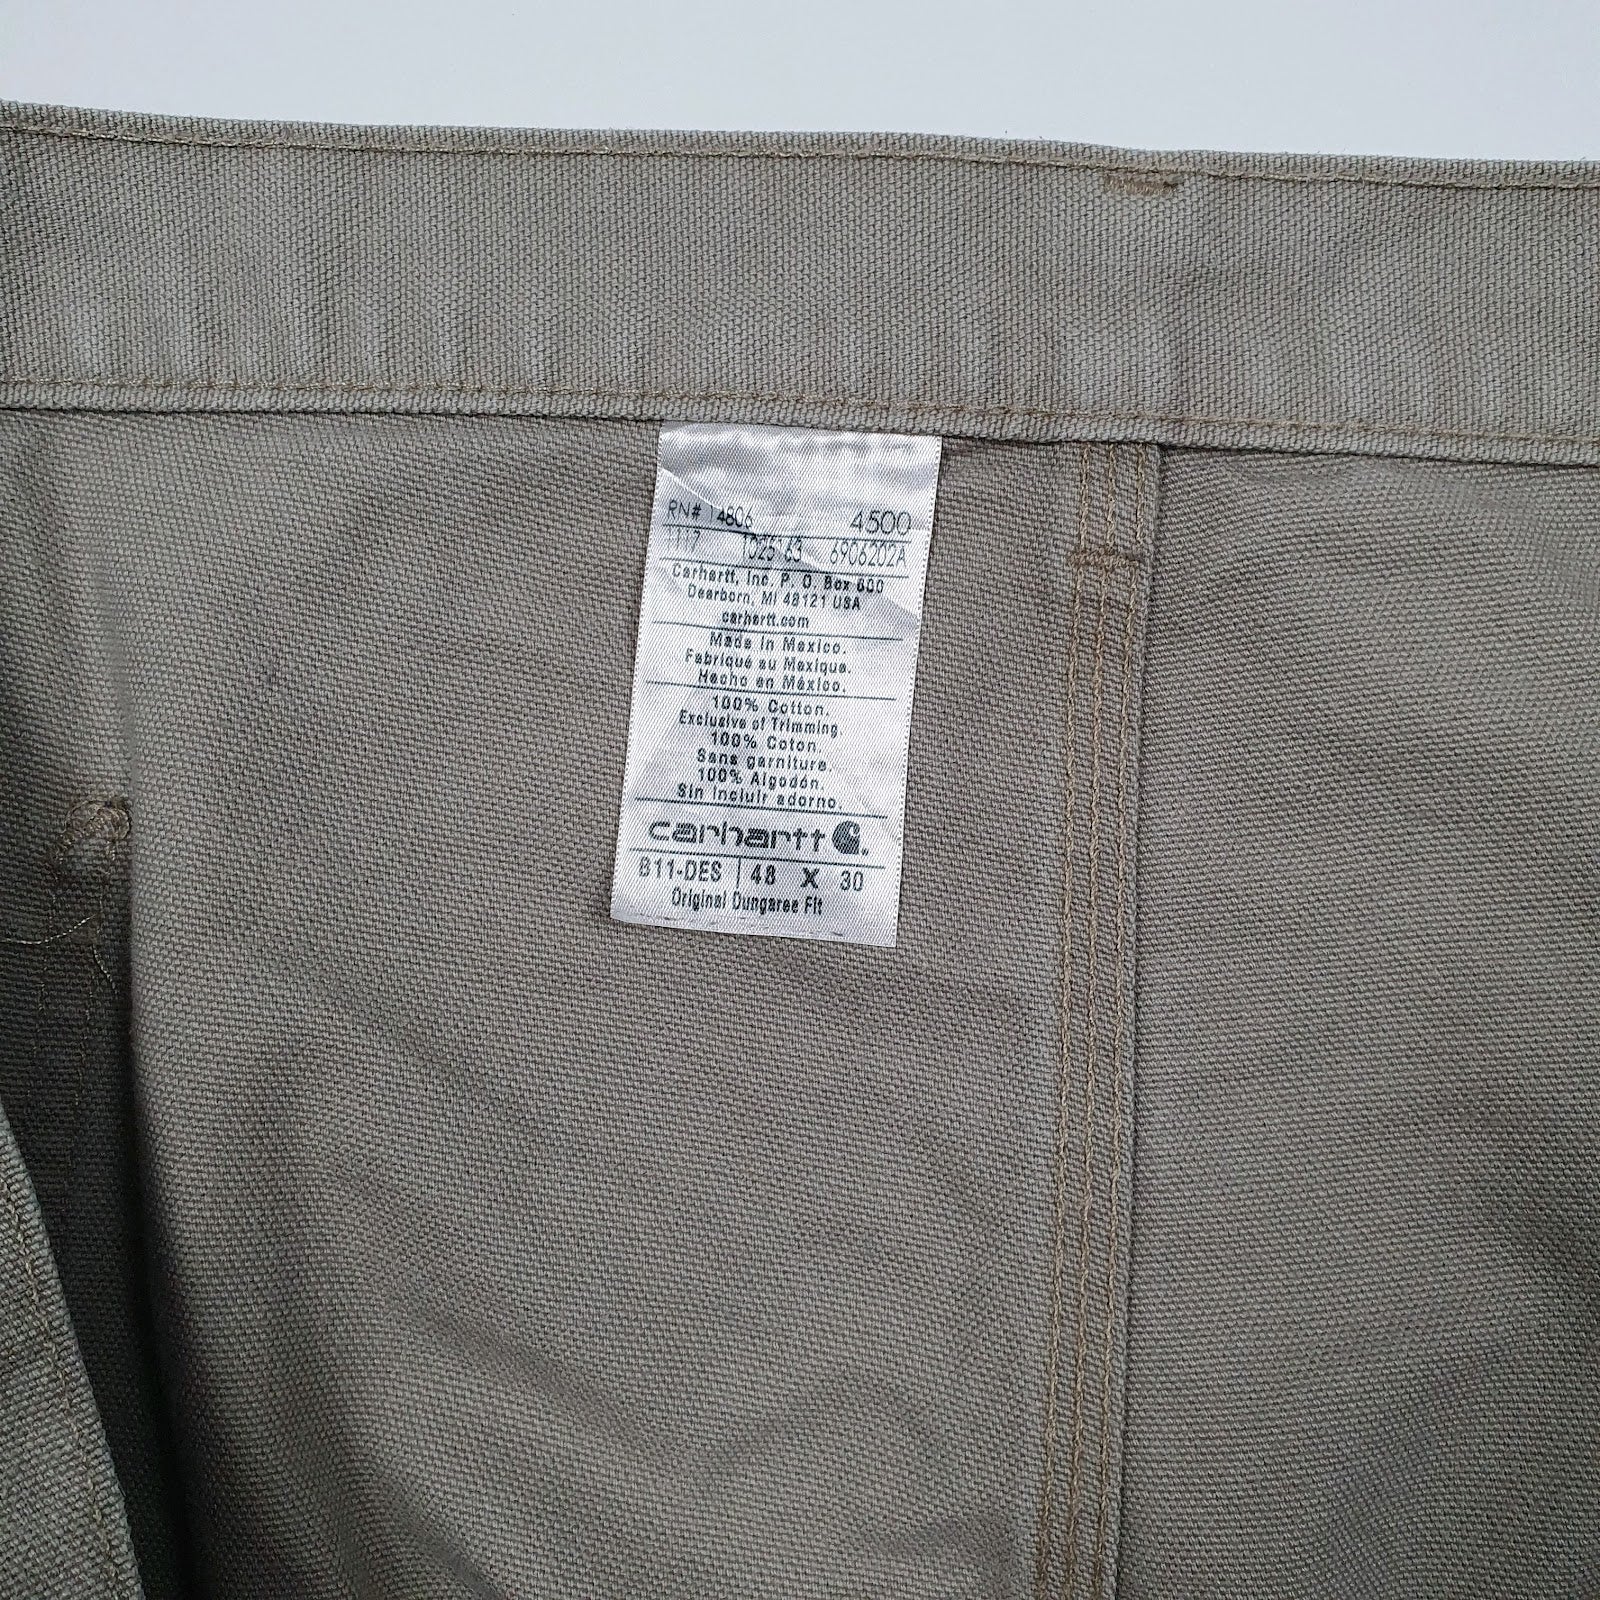 RN# 14806 4500
1117 1025163 6906202A
Carhartt, Inc. P. O. Box 600
Dearborn, MI 48121 USA
carhartt.com
Made in Mexico.
Fabriqué au Mexique.
Hecho en México.
100% Cotton.
Exclusive of Trimming.
100% Coton.
Sans garniture.
100% Algodón.
Sin incluir adorno.
carhartt
B11-DES 48 X 30
Original Dungaree Fit